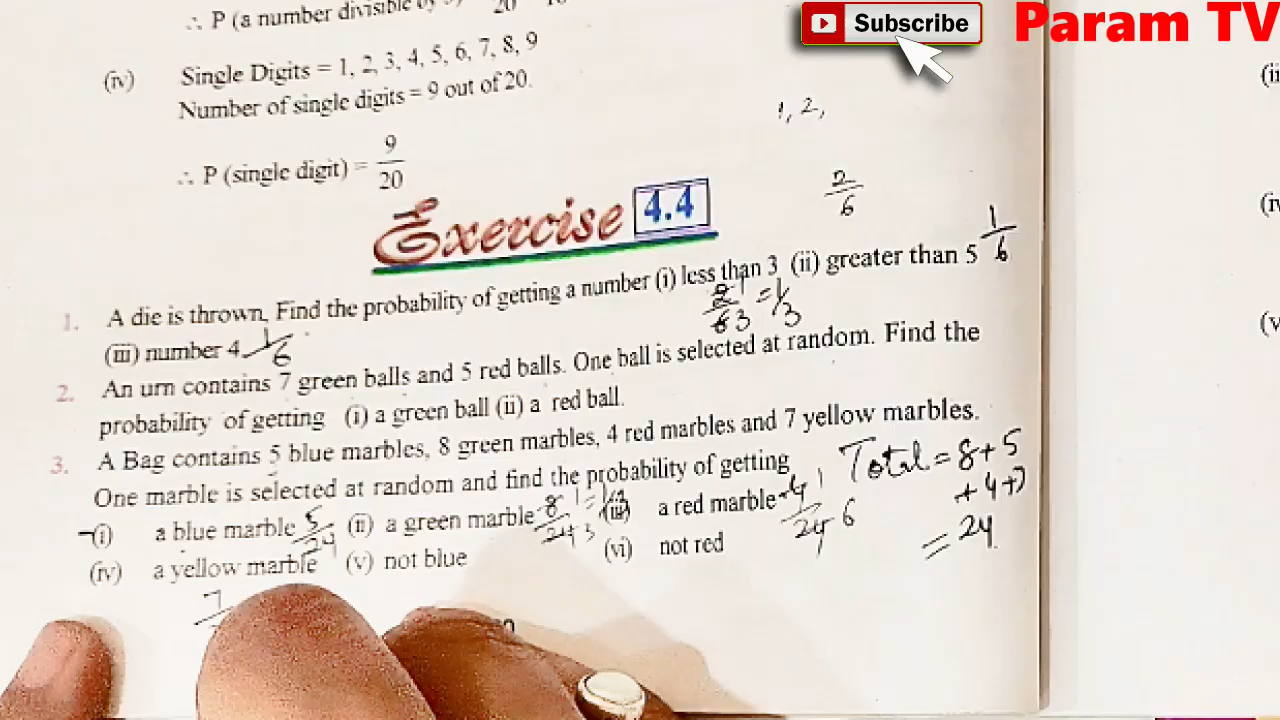 ∴ P (a number divisible by
20
Subscribe
Param TV
(iv) Single Digits = 1, 2, 3, 4, 5, 6, 7, 8, 9
Number of single digits = 9 out of 20.
1, 2,
∴ P (single digit) = 9/20
2/6
Exercise 4.4
1. A die is thrown, Find the probability of getting a number (i) less than 3 (ii) greater than 5 1/6
(iii) number 4 1/6
2/6 1 3 = 1/3
2. An urn contains 7 green balls and 5 red balls. One ball is selected at random. Find the
probability of getting (i) a green ball (ii) a red ball.
3. A Bag contains 5 blue marbles, 8 green marbles, 4 red marbles and 7 yellow marbles.
One marble is selected at random and find the probability of getting
Total = 8+5
+4+7
= 24
(i) a blue marble 5/24 (ii) a green marble 8/24 1 3 (iii) a red marble 4/24 1 6
(iv) a yellow marble (v) not blue (vi) not red
7
(ii
(iv
(v